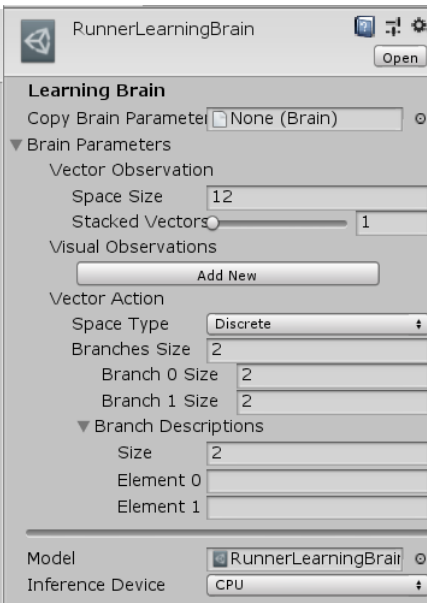 RunnerLearningBrain
Open
Learning Brain
Copy Brain Parameter None (Brain)
Brain Parameters
Vector Observation
Space Size 12
Stacked Vectors 1
Visual Observations
Add New
Vector Action
Space Type Discrete
Branches Size 2
Branch 0 Size 2
Branch 1 Size 2
Branch Descriptions
Size 2
Element 0
Element 1
Model RunnerLearningBrair
Inference Device CPU